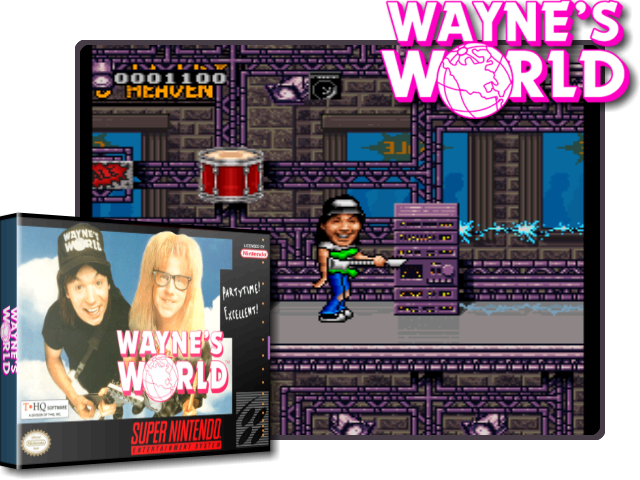 WAYNE'S
WORLD
0001100
HEAVEN
WAYNE'S
WORLD
LICENSED BY
Nintendo
PARTYTIME!
EXCELLENT!
WAYNE'S
WORLD
WAYNE'S
WORLD
T•HQ SOFTWARE
SUPER NINTENDO
ENTERTAINMENT SYSTEM